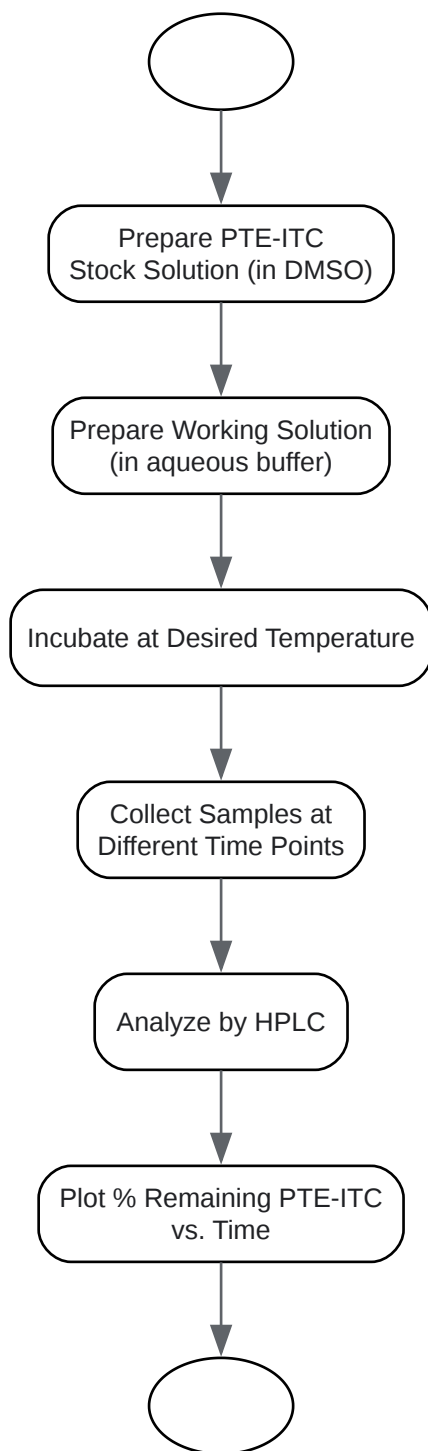 Prepare PTE-ITC
Stock Solution (in DMSO)
Prepare Working Solution
(in aqueous buffer)
Incubate at Desired Temperature
Collect Samples at
Different Time Points
Analyze by HPLC
Plot % Remaining PTE-ITC
vs. Time